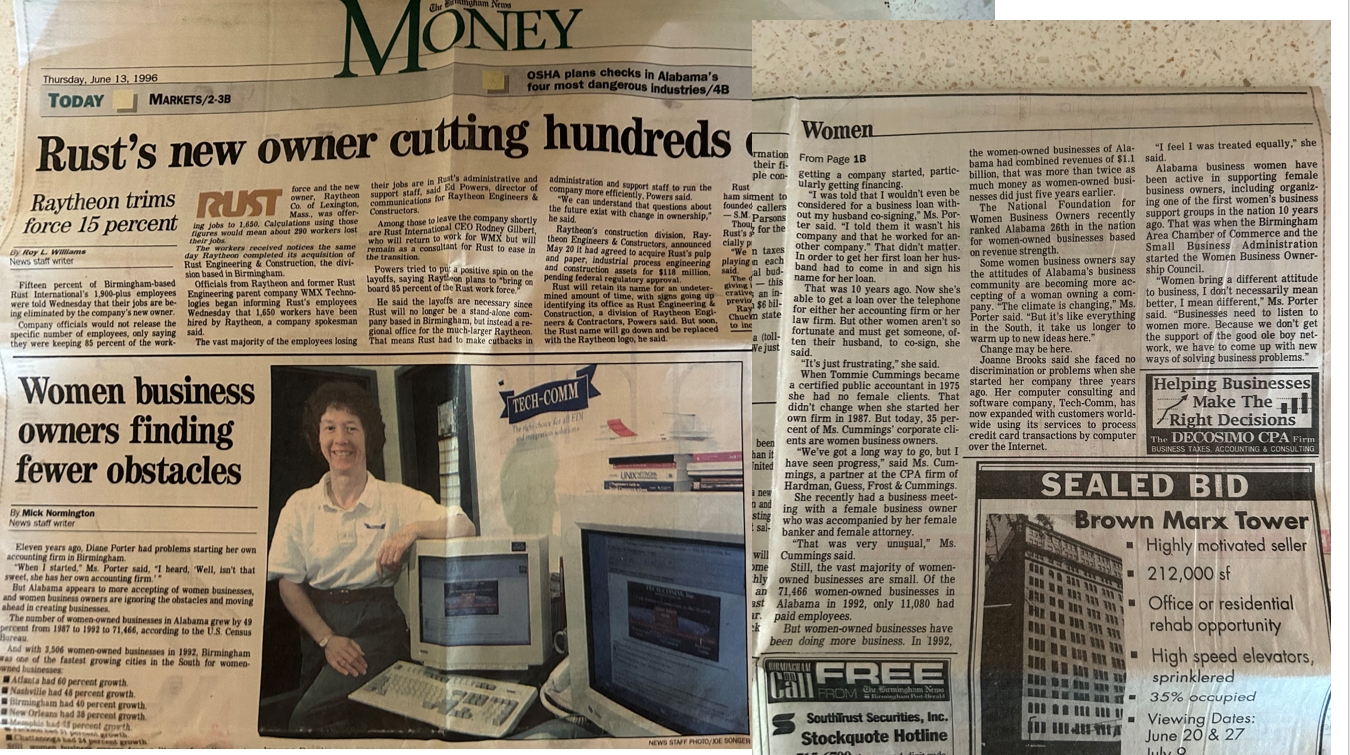 The Birmingham News
MONEY
Thursday, June 13, 1996
TODAY
MARKETS/2-3B
OSHA plans checks in Alabama's
four most dangerous industries/4B
Rust's new owner cutting hundreds
Raytheon trims
force 15 percent
By Roy L. Williams
News staff writer
Fifteen percent of Birmingham-based
Rust International's 1,900-plus employees
were told Wednesday that their jobs are be-
ing eliminated by the company's new owner.
Company officials would not release the
specific number of employees, only saying
they were keeping 85 percent of the work-
RUST
force and the new
owner, Raytheon
Co. of Lexington,
Mass., was offer-
ing jobs to 1,650. Calculations using those
figures would mean about 290 workers lost
their jobs.
The workers received notices the same
day Raytheon completed its acquisition of
Rust Engineering & Construction, the divi-
sion based in Birmingham.
Officials from Raytheon and former Rust
Engineering parent company WMX Techno-
logies began informing Rust's employees
Wednesday that 1,650 workers have been
hired by Raytheon, a company spokesman
said.
The vast majority of the employees losing
their jobs are in Rust's administrative and
support staff, said Ed Powers, director of
communications for Raytheon Engineers &
Constructors.
Among those to leave the company shortly
are Rust International CEO Rodney Gilbert,
who will return to work for WMX but will
remain as a consultant for Rust to ease in
the transition.
Powers tried to put a positive spin on the
layoffs, saying Raytheon plans to "bring on
board 85 percent of the Rust work force."
He said the layoffs are necessary since
Rust will no longer be a stand-alone com-
pany based in Birmingham, but instead a re-
gional office for the much-larger Raytheon.
That means Rust had to make cutbacks in
administration and support staff to run the
company more efficiently, Powers said.
"We can understand that questions about
the future exist with change in ownership,"
he said.
Raytheon's construction division, Ray-
theon Engineers & Constructors, announced
May 20 it had agreed to acquire Rust's pulp
and paper, industrial process engineering
and construction assets for $118 million,
pending federal regulatory approval.
Rust will retain its name for an undeter-
mined amount of time, with signs going up
identifying its office as Rust Engineering &
Construction, a division of Raytheon Engi-
neers & Constructors, Powers said. But soon,
the Rust name will go down and be replaced
with the Raytheon logo, he said.
Women business
owners finding
fewer obstacles
By Mick Normington
News staff writer
Eleven years ago, Diane Porter had problems starting her own
accounting firm in Birmingham.
"When I started," Ms. Porter said, "I heard, 'Well, isn't that
sweet, she has her own accounting firm.'"
But Alabama appears to more accepting of women businesses,
and women business owners are ignoring the obstacles and moving
ahead in creating businesses.
The number of women-owned businesses in Alabama grew by 49
percent from 1987 to 1992 to 71,466, according to the U.S. Census
Bureau.
And with 3,506 women-owned businesses in 1992, Birmingham
was one of the fastest growing cities in the South for women-
owned businesses:
■ Atlanta had 60 percent growth.
■ Nashville had 48 percent growth.
■ Birmingham had 40 percent growth.
■ New Orleans had 38 percent growth.
TECH-COMM
The right choice for all EDI
and integration solutions
UNIX
NEWS STAFF PHOTO/JOE SONGER
Women
From Page 1B
getting a company started, partic-
ularly getting financing.
"I was told that I wouldn't even be
considered for a business loan with-
out my husband co-signing," Ms. Por-
ter said. "I told them it wasn't his
company and that he worked for an-
other company." That didn't matter.
In order to get her first loan her hus-
band had to come in and sign his
name for her loan.
That was 10 years ago. Now she's
able to get a loan over the telephone
for either her accounting firm or her
law firm. But other women aren't so
fortunate and must get someone, of-
ten their husband, to co-sign, she
said.
"It's just frustrating," she said.
When Tommie Cummings became
a certified public accountant in 1975
she had no female clients. That
didn't change when she started her
own firm in 1987. But today, 35 per-
cent of Ms. Cummings' corporate cli-
ents are women business owners.
"We've got a long way to go, but I
have seen progress," said Ms. Cum-
mings, a partner at the CPA firm of
Hardman, Guess, Frost & Cummings.
She recently had a business meet-
ing with a female business owner
who was accompanied by her female
banker and female attorney.
"That was very unusual," Ms.
Cummings said.
Still, the vast majority of women-
owned businesses are small. Of the
71,466 women-owned businesses in
Alabama in 1992, only 11,080 had
paid employees.
But women-owned businesses have
been doing more business. In 1992,
the women-owned businesses of Ala-
bama had combined revenues of $1.1
billion, that was more than twice as
much money as women-owned busi-
nesses did just five years earlier.
The National Foundation for
Women Business Owners recently
ranked Alabama 26th in the nation
for women-owned businesses based
on revenue strength.
Some women business owners say
the attitudes of Alabama's business
community are becoming more ac-
cepting of a woman owning a com-
pany. "The climate is changing," Ms.
Porter said. "But it's like everything
in the South, it take us longer to
warm up to new ideas here."
Change may be here.
Joanne Brooks said she faced no
discrimination or problems when she
started her company three years
ago. Her computer consulting and
software company, Tech-Comm, has
now expanded with customers world-
wide using its services to process
credit card transactions by computer
over the Internet.
"I feel I was treated equally," she
said.
Alabama business women have
been active in supporting female
business owners, including organiz-
ing one of the first women's business
support groups in the nation 10 years
ago. That was when the Birmingham
Area Chamber of Commerce and the
Small Business Administration
started the Women Business Owner-
ship Council.
"Women bring a different attitude
to business, I don't necessarily mean
better, I mean different," Ms. Porter
said. "Businesses need to listen to
women more. Because we don't get
the support of the good ole boy net-
work, we have to come up with new
ways of solving business problems."
Helping Businesses
Make The
Right Decisions
The DECOSIMO CPA Firm
BUSINESS TAXES, ACCOUNTING & CONSULTING
SEALED BID
Brown Marx Tower
■ Highly motivated seller
■ 212,000 sf
■ Office or residential
rehab opportunity
■ High speed elevators,
sprinklered
■ 35% occupied
■ Viewing Dates:
June 20 & 27
BIRMINGHAM
Call
FREE
FROM The Birmingham News
Birmingham Post-Herald
SouthTrust Securities, Inc.
Stockquote Hotline